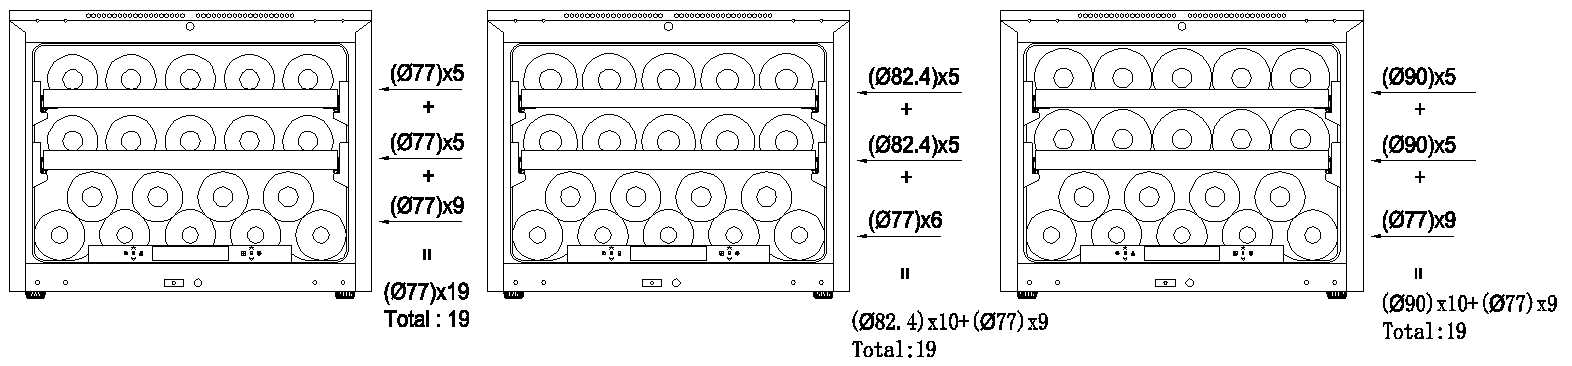 (Ø77)x5
+
(Ø77)x5
+
(Ø77)x9
=
(Ø77)x19
Total : 19
(Ø82.4)x5
+
(Ø82.4)x5
+
(Ø77)x6
=
(Ø82.4)x10+(Ø77)x9
Total:19
(Ø90)x5
+
(Ø90)x5
+
(Ø77)x9
=
(Ø90)x10+(Ø77)x9
Total:19